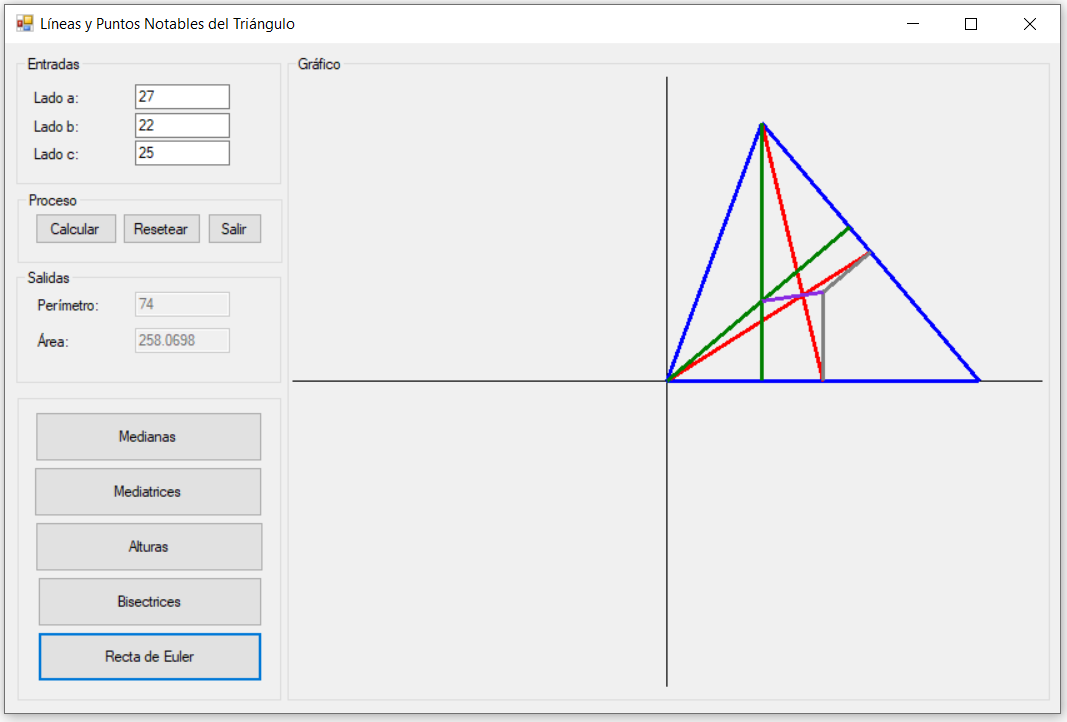 Líneas y Puntos Notables del Triángulo
Entradas
Lado a: 27
Lado b: 22
Lado c: 25
Proceso
Calcular Resetear Salir
Salidas
Perímetro: 74
Área: 258.0698
Medianas
Mediatrices
Alturas
Bisectrices
Recta de Euler
Gráfico